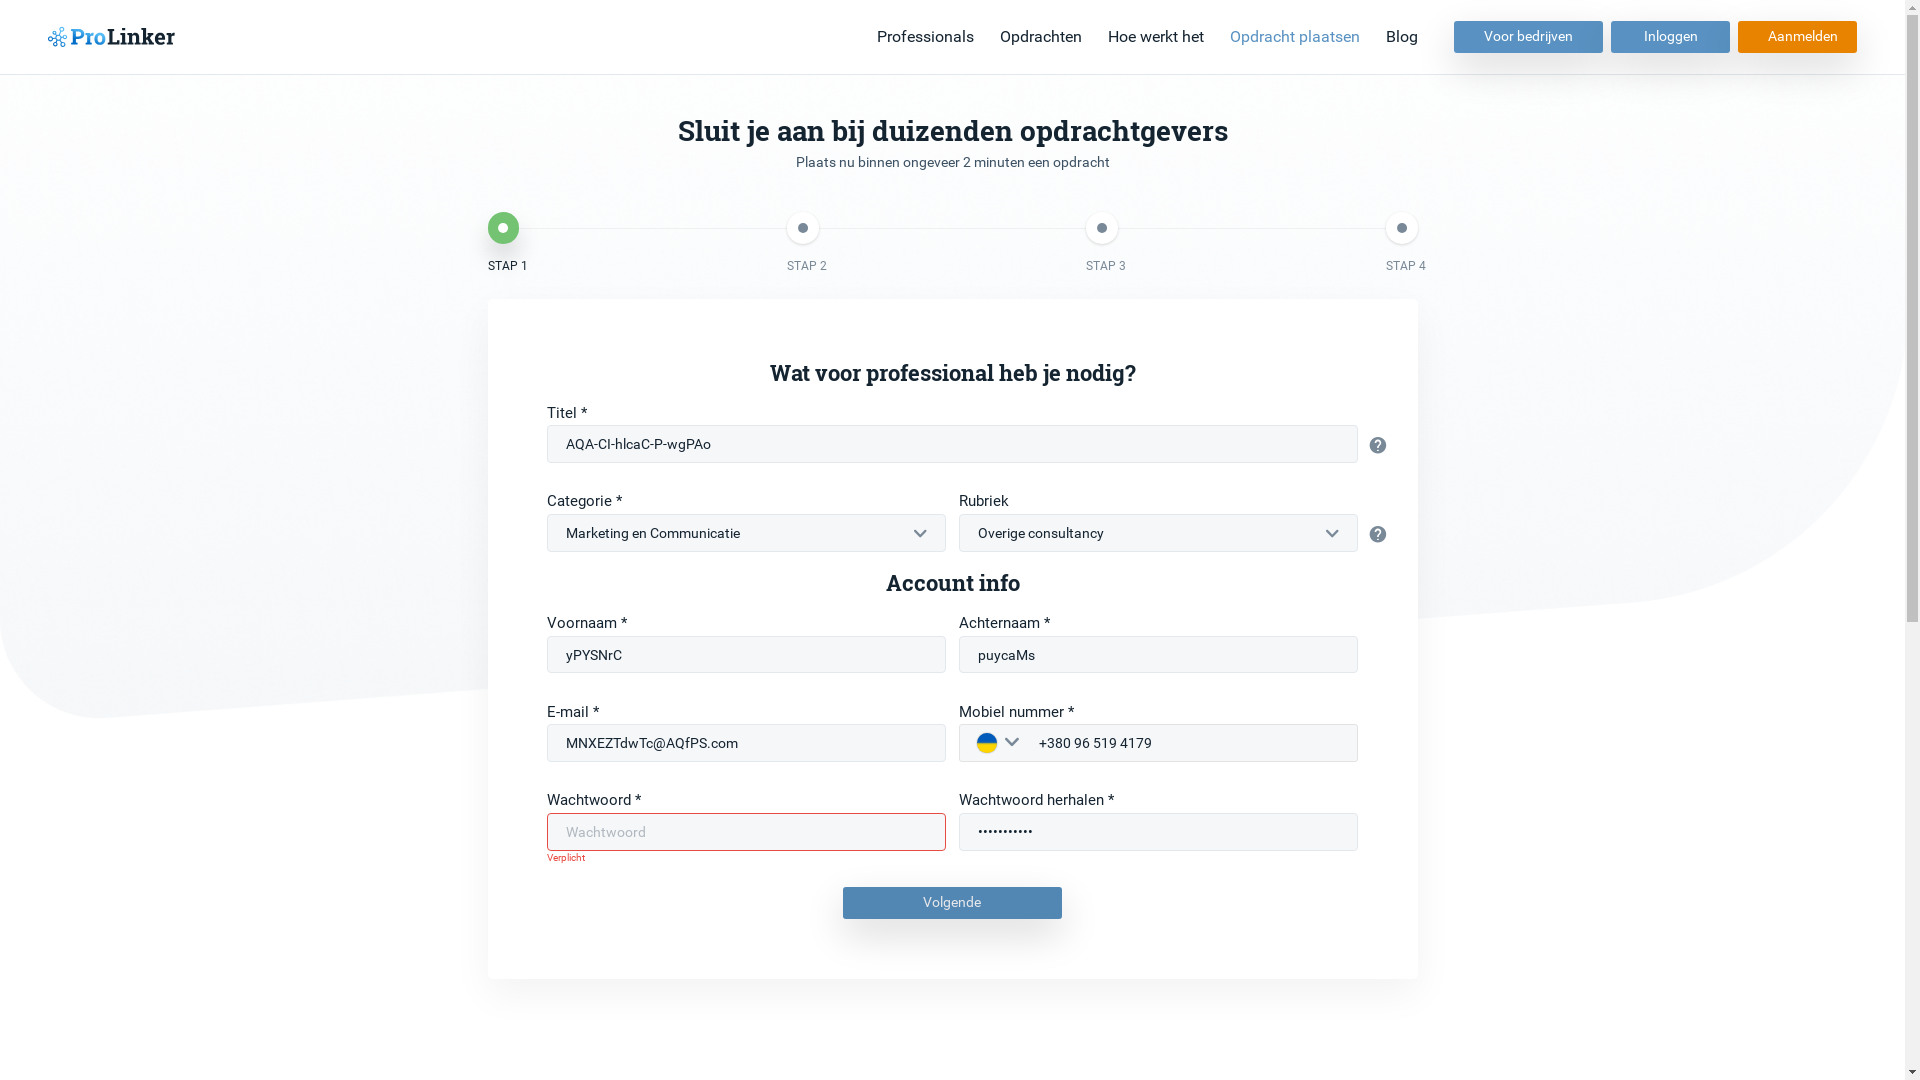 ProLinker
Professionals Opdrachten Hoe werkt het Opdracht plaatsen Blog Voor bedrijven Inloggen Aanmelden
Sluit je aan bij duizenden opdrachtgevers
Plaats nu binnen ongeveer 2 minuten een opdracht
STAP 1 STAP 2 STAP 3 STAP 4
Wat voor professional heb je nodig?
Titel *
AQA-CI-hlcaC-P-wgPAo
Categorie * Rubriek
Marketing en Communicatie Overige consultancy
Account info
Voornaam * Achternaam *
yPYSNrC puycaMs
E-mail * Mobiel nummer *
MNXEZTdwTc@AQfPS.com +380 96 519 4179
Wachtwoord * Wachtwoord herhalen *
Wachtwoord •••••••••••
Verplicht
Volgende